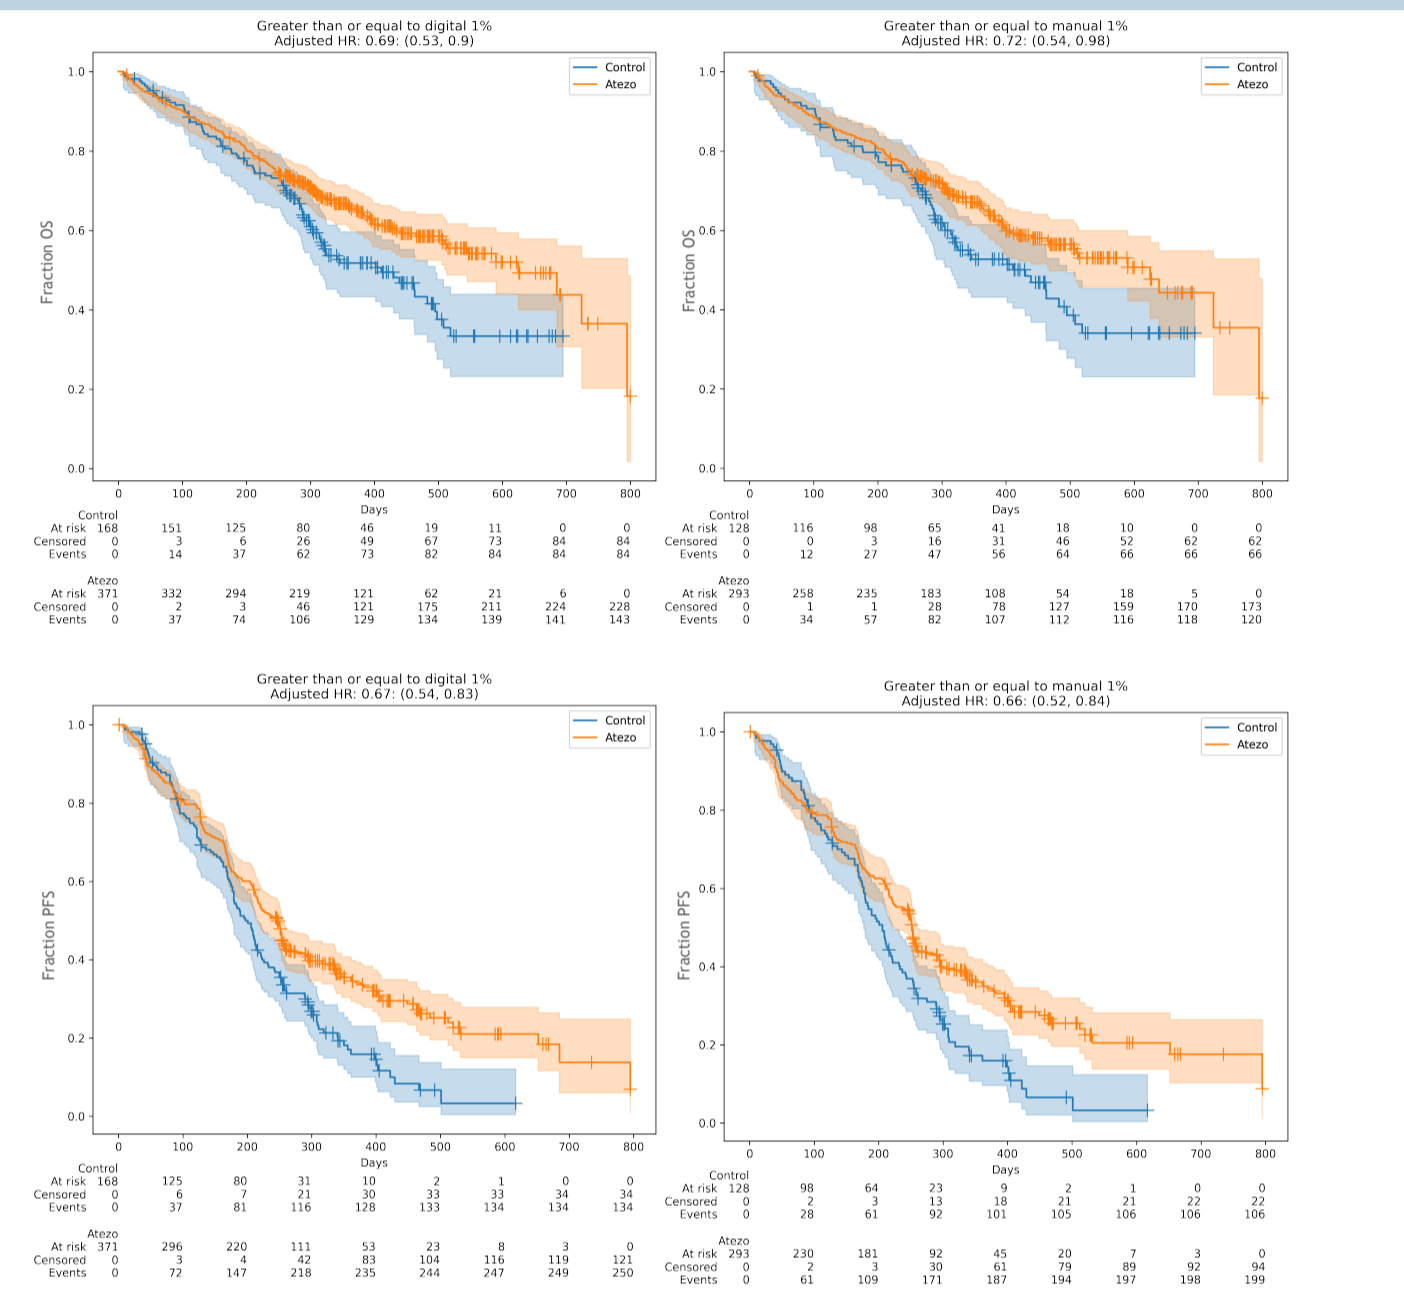 Greater than or equal to digital 1%
Adjusted HR: 0.69: (0.53, 0.9)
Control
Atezo
1.0
0.8
0.6
0.4
0.2
0.0
Fraction OS
0 100 200 300 400 500 600 700 800
Days
Control
At risk 168 151 125 80 46 19 11 0 0
Censored 0 3 6 26 49 67 73 84 84
Events 0 14 37 62 73 82 84 84 84
Atezo
At risk 371 332 294 219 121 62 21 6 0
Censored 0 2 3 46 121 175 211 224 228
Events 0 37 74 106 129 134 139 141 143
Greater than or equal to manual 1%
Adjusted HR: 0.72: (0.54, 0.98)
Control
Atezo
1.0
0.8
0.6
0.4
0.2
0.0
Fraction OS
0 100 200 300 400 500 600 700 800
Days
Control
At risk 128 116 98 65 41 18 10 0 0
Censored 0 0 3 16 31 46 52 62 62
Events 0 12 27 47 56 64 66 66 66
Atezo
At risk 293 258 235 183 108 54 18 5 0
Censored 0 1 1 28 78 127 159 170 173
Events 0 34 57 82 107 112 116 118 120
Greater than or equal to digital 1%
Adjusted HR: 0.67: (0.54, 0.83)
Control
Atezo
1.0
0.8
0.6
0.4
0.2
0.0
Fraction PFS
0 100 200 300 400 500 600 700 800
Days
Control
At risk 168 125 80 31 10 2 1 0 0
Censored 0 6 7 21 30 33 33 34 34
Events 0 37 81 116 128 133 134 134 134
Atezo
At risk 371 296 220 111 53 23 8 3 0
Censored 0 3 4 42 83 104 116 119 121
Events 0 72 147 218 235 244 247 249 250
Greater than or equal to manual 1%
Adjusted HR: 0.66: (0.52, 0.84)
Control
Atezo
1.0
0.8
0.6
0.4
0.2
0.0
Fraction PFS
0 100 200 300 400 500 600 700 800
Days
Control
At risk 128 98 64 23 9 2 1 0 0
Censored 0 2 3 13 18 21 21 22 22
Events 0 28 61 92 101 105 106 106 106
Atezo
At risk 293 230 181 92 45 20 7 3 0
Censored 0 2 3 30 61 79 89 92 94
Events 0 61 109 171 187 194 197 198 199